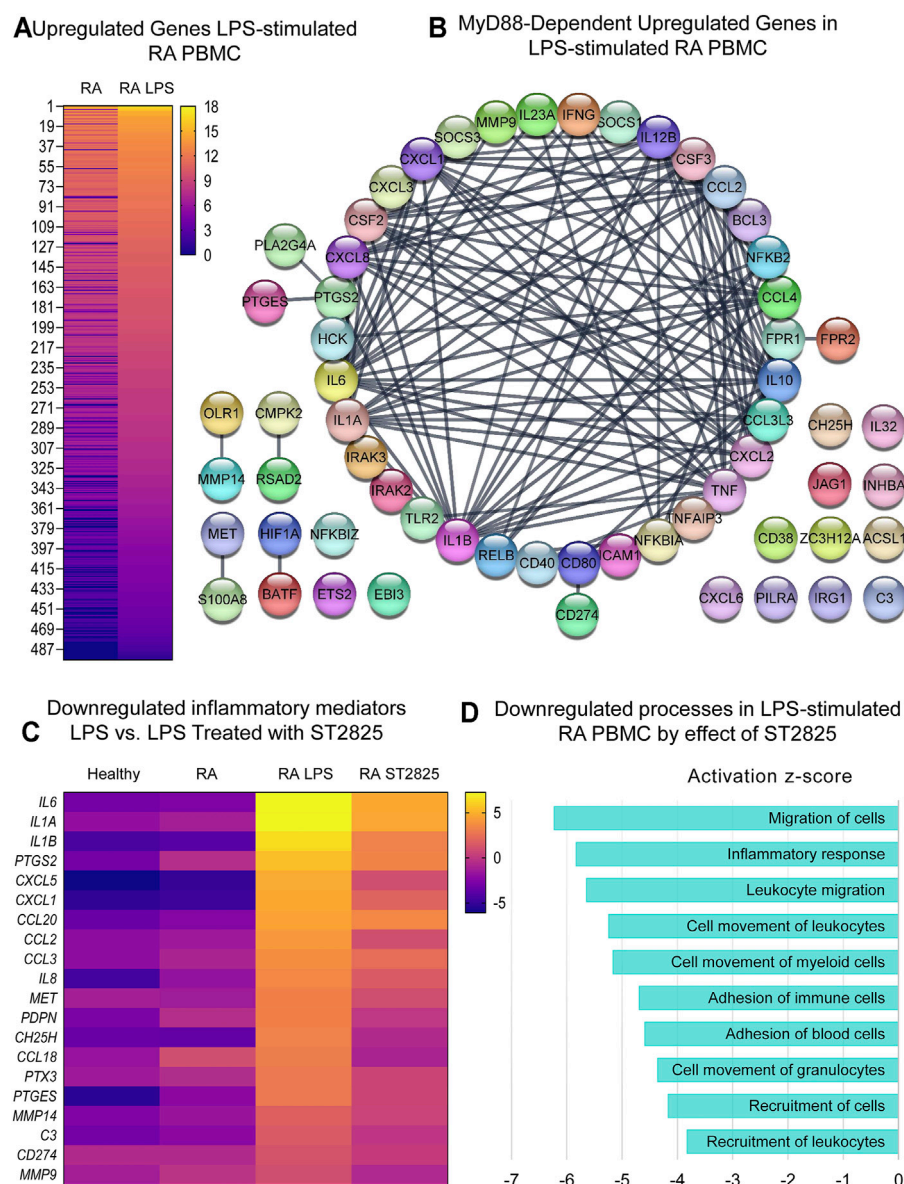 A Upregulated Genes LPS-stimulated
RA PBMC
RA RA LPS
1
19
37
55
73
91
109
127
145
163
181
199
217
235
253
271
289
307
325
343
361
379
397
415
433
451
469
487
18
15
12
9
6
3
0
B MyD88-Dependent Upregulated Genes in
LPS-stimulated RA PBMC
IL23A
IFNG
MMP9
SOCS1
SOCS3
IL12B
CXCL1
CSF3
CXCL3
CCL2
CSF2
BCL3
PLA2G4A
CXCL8
NFKB2
PTGES
PTGS2
CCL4
HCK
FPR1
FPR2
IL6
IL10
OLR1
CMPK2
IL1A
CCL3L3
CH25H
IL32
IRAK3
CXCL2
MMP14
RSAD2
IRAK2
TNF
JAG1
INHBA
TLR2
TNFAIP3
MET
HIF1A
NFKBIZ
IL1B
NFKBIA
CD38
ZC3H12A
ACSL1
RELB
CD40
CD80
ICAM1
S100A8
BATF
ETS2
EBI3
CD274
CXCL6
PILRA
IRG1
C3
C Downregulated inflammatory mediators
LPS vs. LPS Treated with ST2825
Healthy RA RA LPS RA ST2825
IL6
IL1A
IL1B
PTGS2
CXCL5
CXCL1
CCL20
CCL2
CCL3
IL8
MET
PDPN
CH25H
CCL18
PTX3
PTGES
MMP14
C3
CD274
MMP9
5
0
-5
D Downregulated processes in LPS-stimulated
RA PBMC by effect of ST2825
Activation z-score
Migration of cells
Inflammatory response
Leukocyte migration
Cell movement of leukocytes
Cell movement of myeloid cells
Adhesion of immune cells
Adhesion of blood cells
Cell movement of granulocytes
Recruitment of cells
Recruitment of leukocytes
-7 -6 -5 -4 -3 -2 -1 0